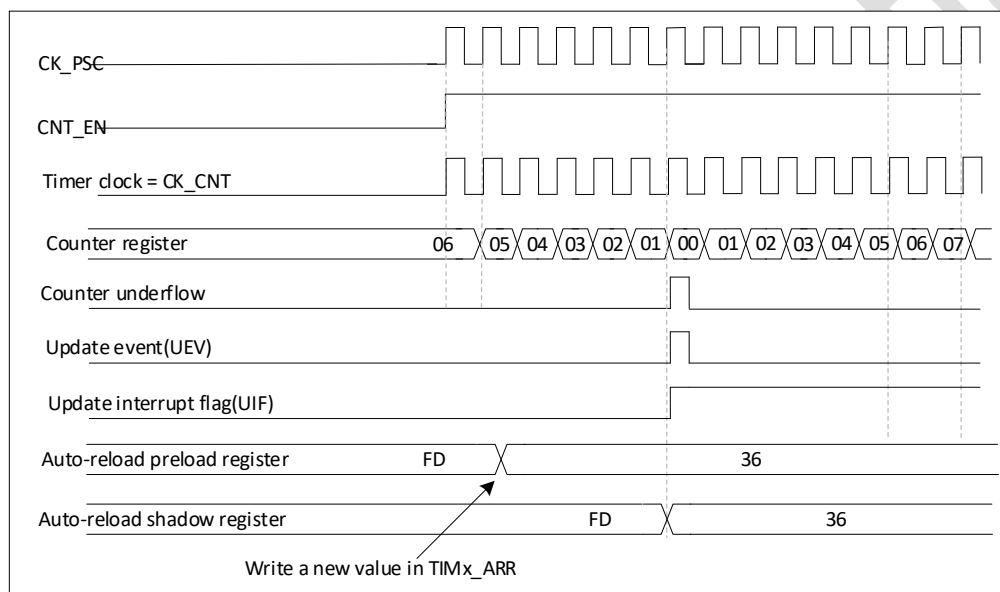 CK_PSC
CNT_EN
Timer clock = CK_CNT
Counter register 06 05 04 03 02 01 00 01 02 03 04 05 06 07
Counter underflow
Update event(UEV)
Update interrupt flag(UIF)
Auto-reload preload register FD 36
Auto-reload shadow register FD 36
Write a new value in TIMx_ARR